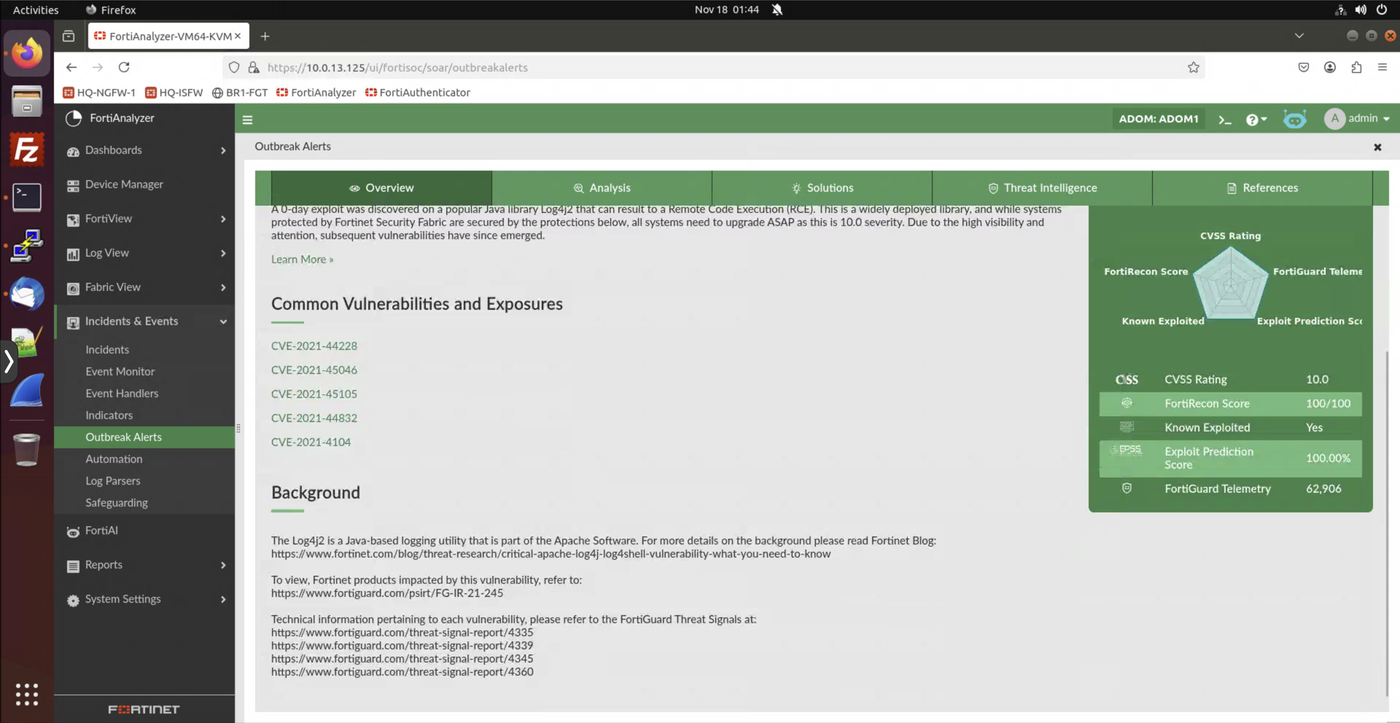 Activities
Firefox
Nov 18 01:44
FortiAnalyzer-VM64-KVM
https://10.0.13.125/ui/fortisoc/soar/outbreakalerts
HQ-NGFW-1
HQ-ISFW
BR1-FGT
FortiAnalyzer
FortiAuthenticator
FortiAnalyzer
ADOM: ADOM1
A
admin
Dashboards
Device Manager
FortiView
Log View
Fabric View
Incidents & Events
Incidents
Event Monitor
Event Handlers
Indicators
Outbreak Alerts
Automation
Log Parsers
Safeguarding
FortiAI
Reports
System Settings
FORTINET
Outbreak Alerts
Overview
Analysis
Solutions
Threat Intelligence
References
A 0-day exploit was discovered on a popular Java library Log4j2 that can result to a Remote Code Execution (RCE). This is a widely deployed library, and while systems
protected by Fortinet Security Fabric are secured by the protections below, all systems need to upgrade ASAP as this is 10.0 severity. Due to the high visibility and
attention, subsequent vulnerabilities have since emerged.
Learn More »
Common Vulnerabilities and Exposures
CVE-2021-44228
CVE-2021-45046
CVE-2021-45105
CVE-2021-44832
CVE-2021-4104
Background
The Log4j2 is a Java-based logging utility that is part of the Apache Software. For more details on the background please read Fortinet Blog:
https://www.fortinet.com/blog/threat-research/critical-apache-log4j-log4shell-vulnerability-what-you-need-to-know
To view, Fortinet products impacted by this vulnerability, refer to:
https://www.fortiguard.com/psirt/FG-IR-21-245
Technical information pertaining to each vulnerability, please refer to the FortiGuard Threat Signals at:
https://www.fortiguard.com/threat-signal-report/4335
https://www.fortiguard.com/threat-signal-report/4339
https://www.fortiguard.com/threat-signal-report/4345
https://www.fortiguard.com/threat-signal-report/4360
CVSS Rating
FortiRecon Score
FortiGuard Teleme
Known Exploited
Exploit Prediction Sco
CVSS
CVSS Rating
10.0
FortiRecon Score
100/100
Known Exploited
Yes
EPSS
Exploit Prediction
Score
100.00%
FortiGuard Telemetry
62,906